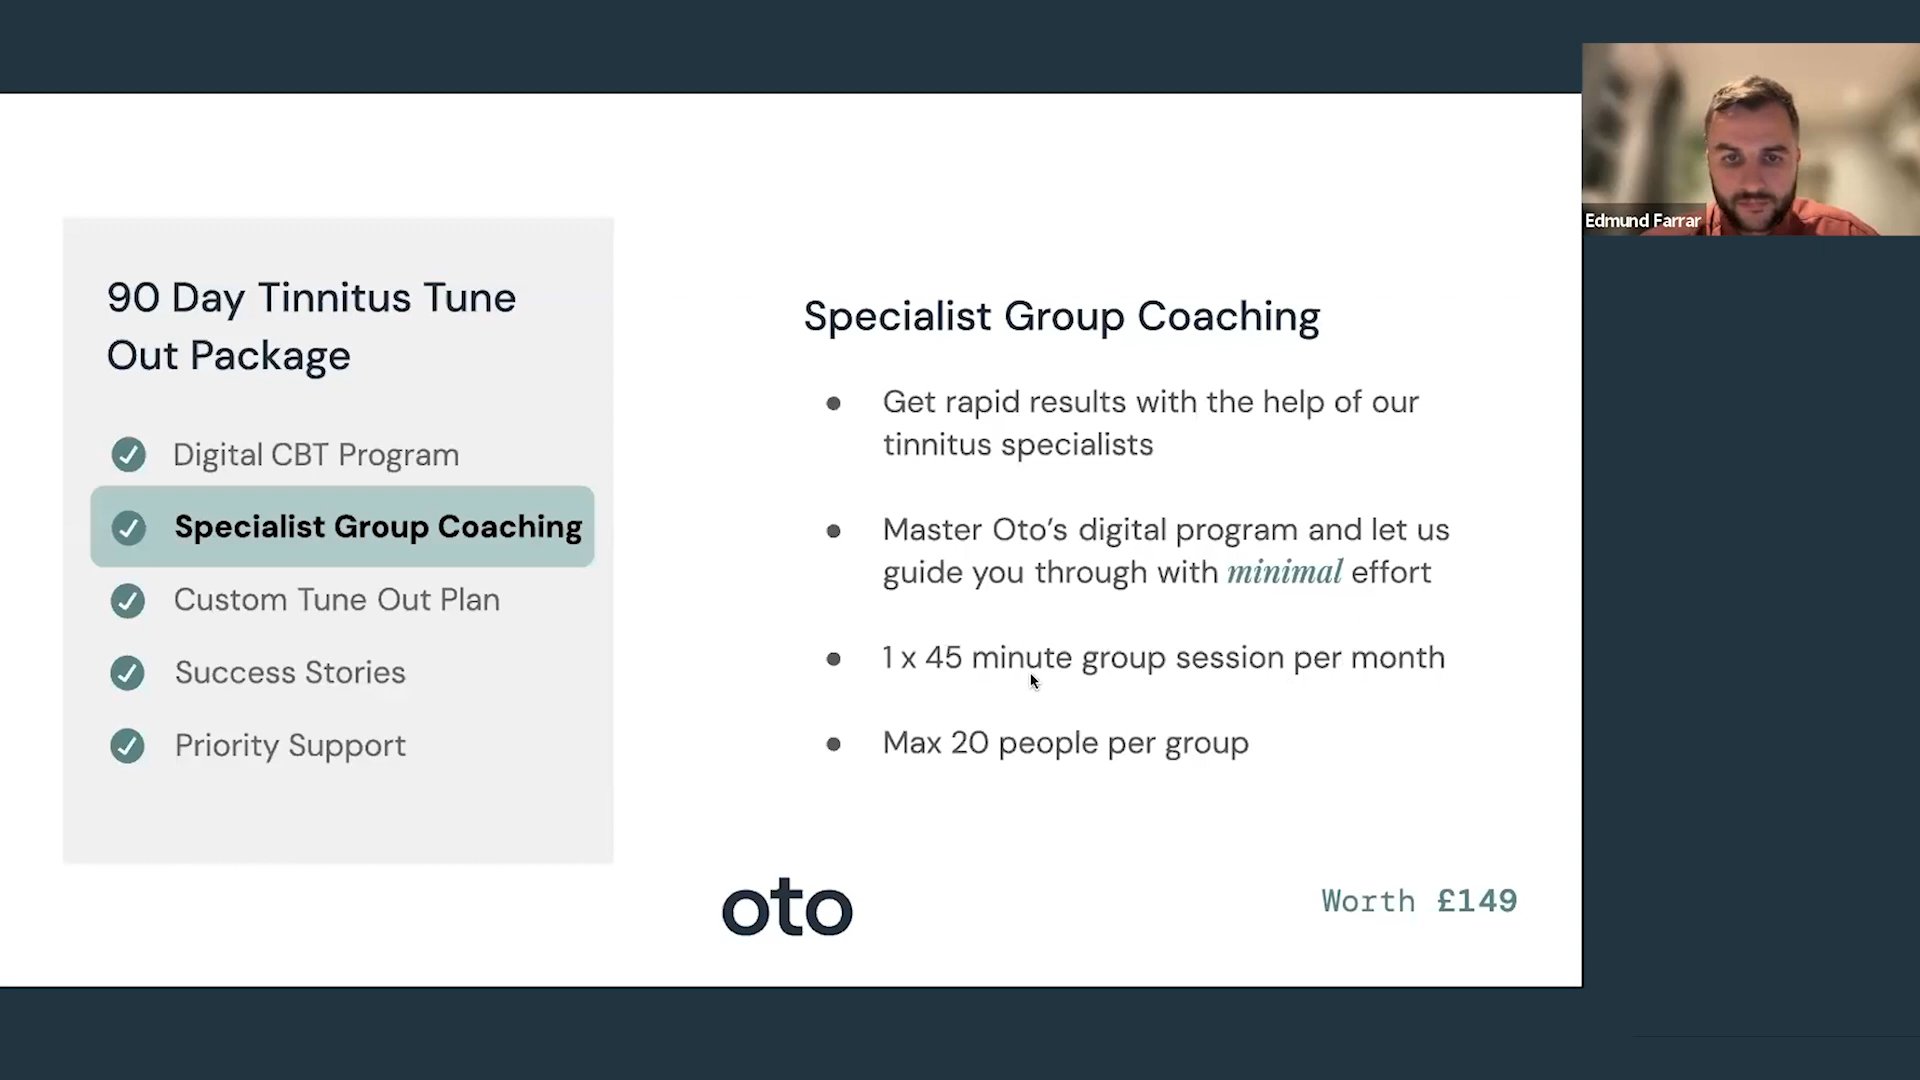 90 Day Tinnitus Tune
Out Package
Digital CBT Program
Specialist Group Coaching
Custom Tune Out Plan
Success Stories
Priority Support
Specialist Group Coaching
● Get rapid results with the help of our
tinnitus specialists
● Master Oto’s digital program and let us
guide you through with minimal effort
● 1 x 45 minute group session per month
● Max 20 people per group
oto
Worth £149
Edmund Farrar